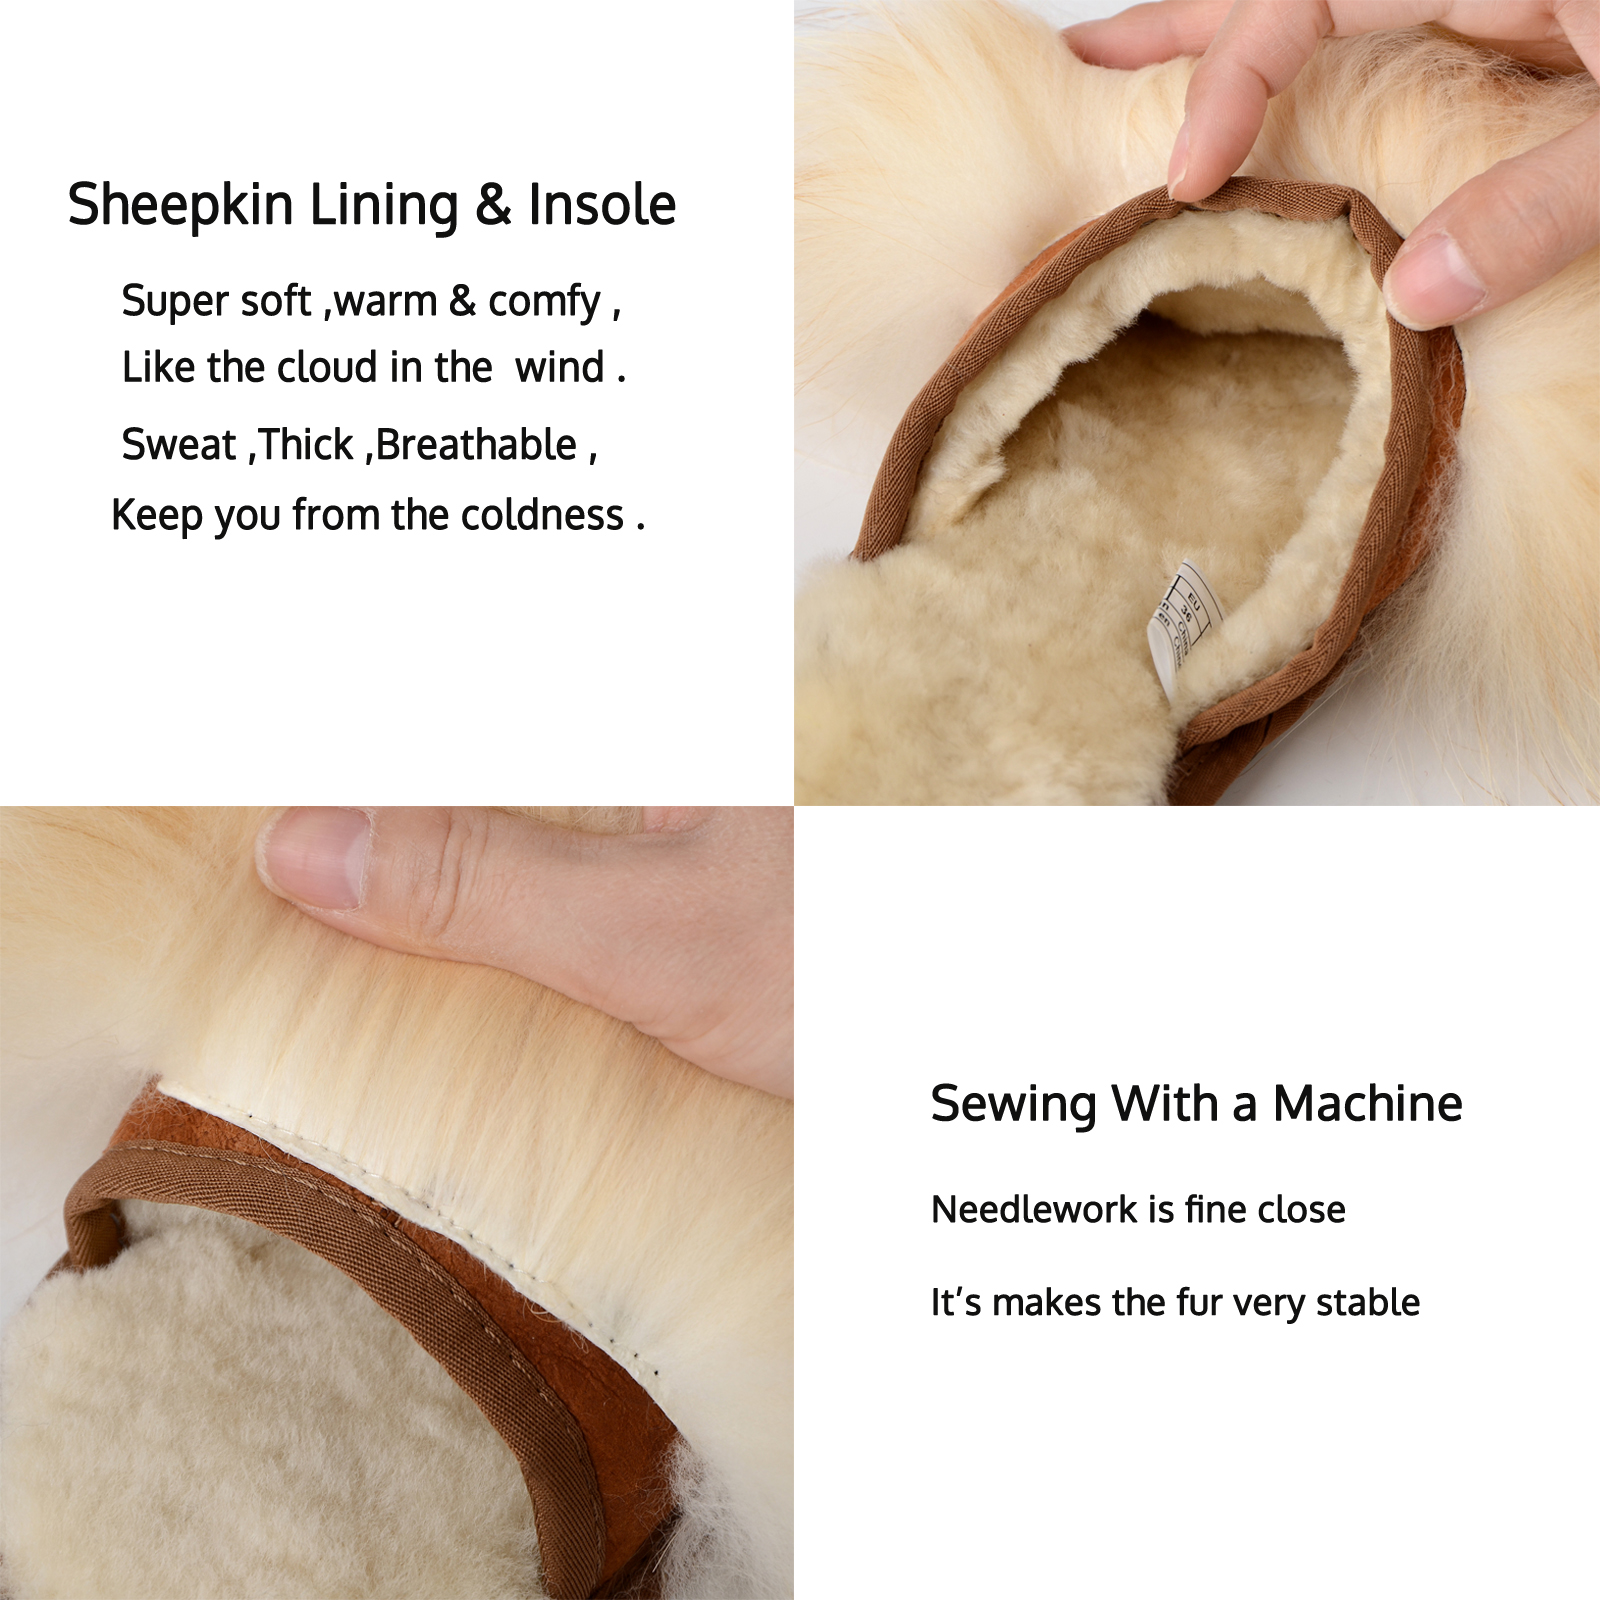 Sheepkin Lining & Insole
Super soft ,warm & comfy ,
Like the cloud in the wind .
Sweat ,Thick ,Breathable ,
Keep you from the coldness .
EU
36
China
Sewing With a Machine
Needlework is fine close
It's makes the fur very stable